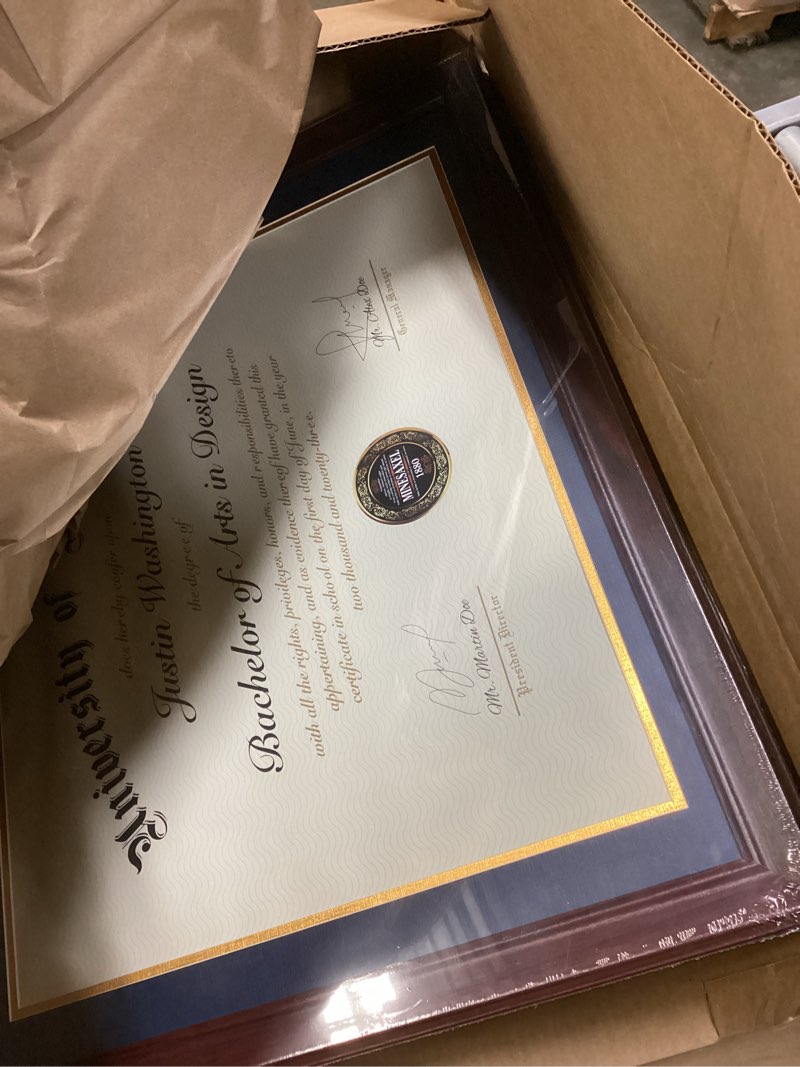 University of
does hereby confer upon
Justin Washington
the degree of
Bachelor of Arts in Design
with all the rights, privileges, honors, and responsibilities thereto
appertaining, and as evidence thereof have granted this
certificate in school on the first day of June, in the year
two thousand and twenty-three.
MINESAXEL
1880
Mr. Martin Doe
President Director
Mr. Alex Doe
General Manager